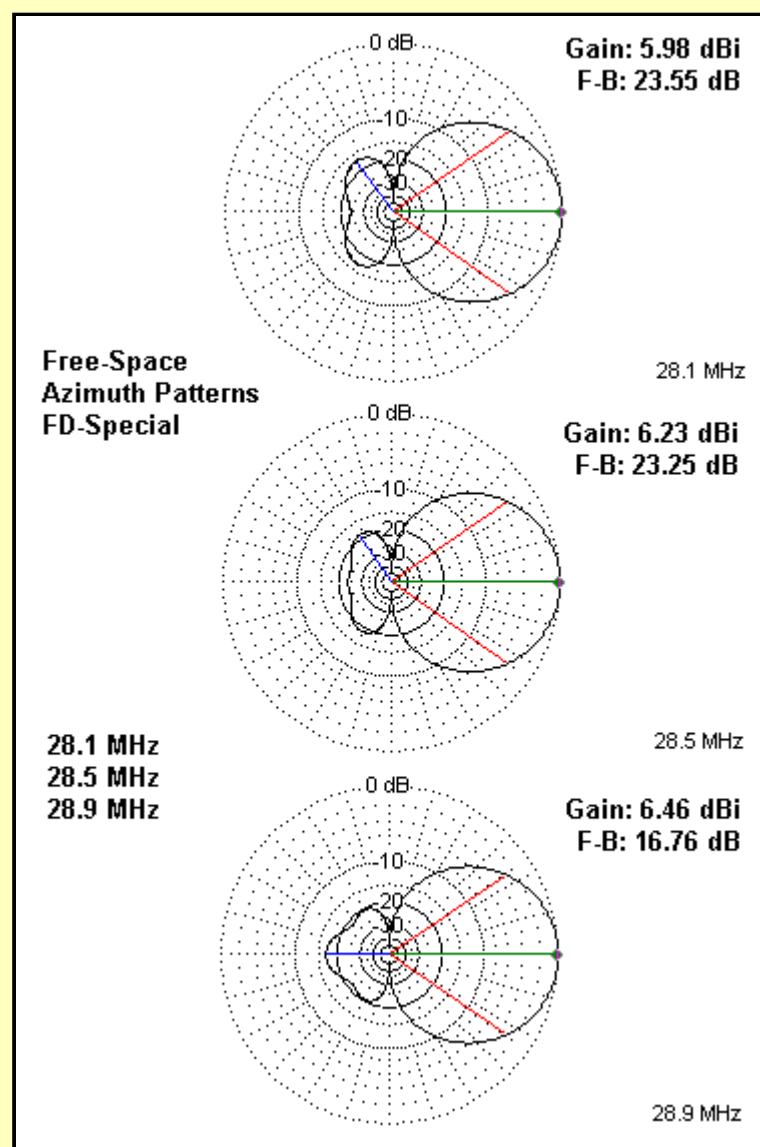 0 dB
Gain: 5.98 dBi
F-B: 23.55 dB
-10
20
30
28.1 MHz
Free-Space
Azimuth Patterns
FD-Special
0 dB
Gain: 6.23 dBi
F-B: 23.25 dB
-10
20
30
28.5 MHz
28.1 MHz
28.5 MHz
28.9 MHz
0 dB
Gain: 6.46 dBi
F-B: 16.76 dB
-10
20
30
28.9 MHz